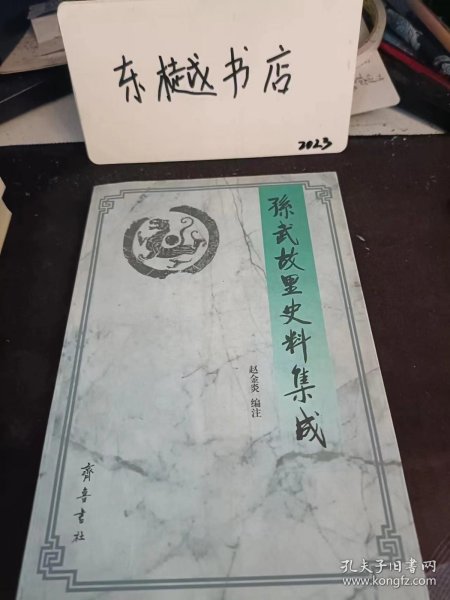 东樾书店
2023
孫武故里史料集成
赵金炎 编注
齊鲁書社
孔夫子旧书网
www.kongfz.com